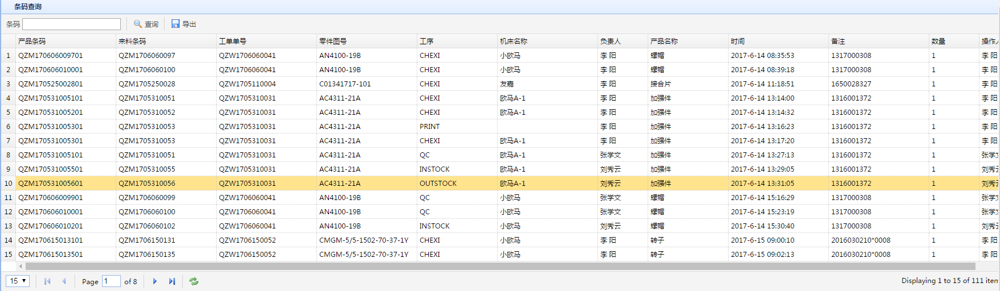 条码查询
条码 查询 导出
产品条码 来料条码 工单单号 零件图号 工序 机床名称 负责人 产品名称 时间 备注 数量 操作
1 QZM170606009701 QZM1706060097 QZW1706060041 AN4100-19B CHEXI 小欧马 李 阳 螺帽 2017-6-14 08:35:53 1317000308 1 李 阳
2 QZM170606010001 QZM1706060100 QZW1706060041 AN4100-19B CHEXI 小欧马 李 阳 螺帽 2017-6-14 08:39:18 1317000308 1 李 阳
3 QZM170525002801 QZM1705250028 QZW1705110004 C01341717-101 CHEXI 友嘉 李 阳 接合片 2017-6-14 11:18:51 1650028327 1 李 阳
4 QZM170531005101 QZM1705310051 QZW1705310031 AC4311-21A CHEXI 欧马A-1 李 阳 加强件 2017-6-14 13:14:00 1316001372 1 李 阳
5 QZM170531005201 QZM1705310052 QZW1705310031 AC4311-21A CHEXI 欧马A-1 李 阳 加强件 2017-6-14 13:14:32 1316001372 1 李 阳
6 QZM170531005301 QZM1705310053 QZW1705310031 AC4311-21A PRINT 李 阳 加强件 2017-6-14 13:16:23 1316001372 1 李 阳
7 QZM170531005301 QZM1705310053 QZW1705310031 AC4311-21A CHEXI 欧马A-1 李 阳 加强件 2017-6-14 13:17:20 1316001372 1 李 阳
8 QZM170531005101 QZM1705310051 QZW1705310031 AC4311-21A QC 欧马A-1 张学文 加强件 2017-6-14 13:27:13 1316001372 1 张学文
9 QZM170531005501 QZM1705310055 QZW1705310031 AC4311-21A INSTOCK 欧马A-1 刘秀云 加强件 2017-6-14 13:29:05 1316001372 1 刘秀云
10 QZM170531005601 QZM1705310056 QZW1705310031 AC4311-21A OUTSTOCK 欧马A-1 刘秀云 加强件 2017-6-14 13:31:05 1316001372 1 刘秀云
11 QZM170606009901 QZM1706060099 QZW1706060041 AN4100-19B QC 小欧马 张学文 螺帽 2017-6-14 15:16:29 1317000308 1 张学文
12 QZM170606010001 QZM1706060100 QZW1706060041 AN4100-19B QC 小欧马 张学文 螺帽 2017-6-14 15:23:19 1317000308 1 张学文
13 QZM170606010201 QZM1706060102 QZW1706060041 AN4100-19B INSTOCK 小欧马 刘秀云 螺帽 2017-6-14 15:30:40 1317000308 1 刘秀云
14 QZM170615013101 QZM1706150131 QZW1706150052 CMGM-5/5-1502-70-37-1Y CHEXI 小欧马 李 阳 转子 2017-6-15 09:00:10 2016030210*0008 1 李 阳
15 QZM170615013501 QZM1706150135 QZW1706150052 CMGM-5/5-1502-70-37-1Y CHEXI 小欧马 李 阳 转子 2017-6-15 09:02:13 2016030210*0008 1 李 阳
15 Page 1 of 8 Displaying 1 to 15 of 111 item